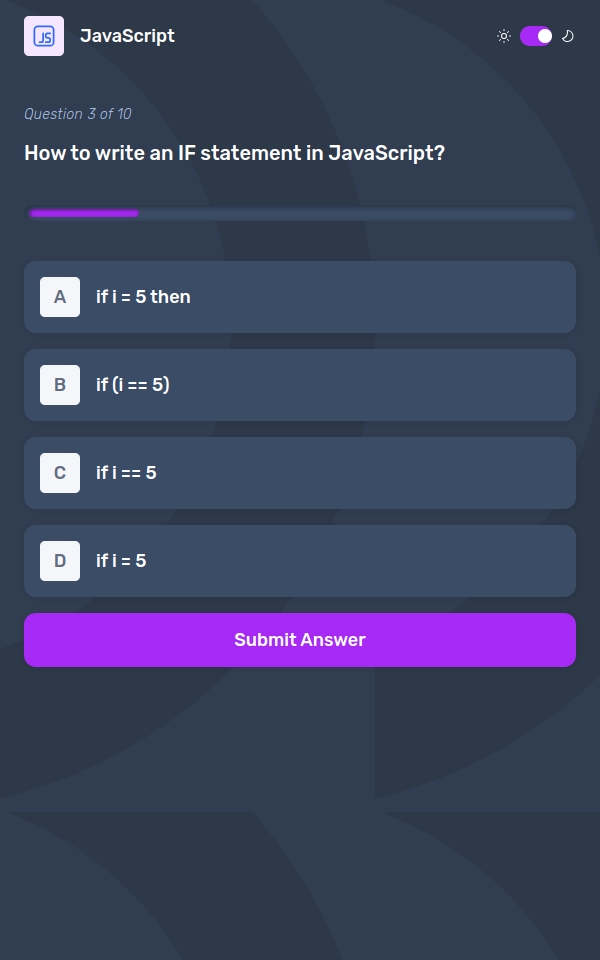 JS
JavaScript
Question 3 of 10
How to write an IF statement in JavaScript?
A
if i = 5 then
B
if (i == 5)
C
if i == 5
D
if i = 5
Submit Answer